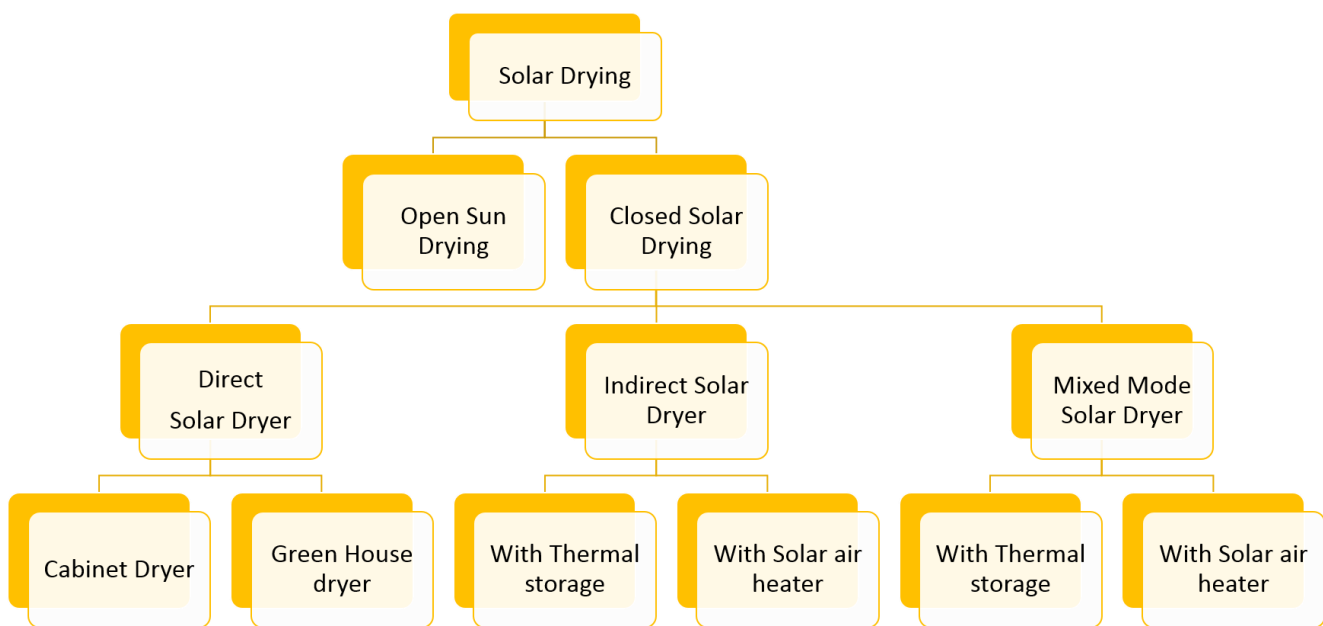 Solar Drying
Open Sun
Drying
Closed Solar
Drying
Direct
Solar Dryer
Indirect Solar
Dryer
Mixed Mode
Solar Dryer
Cabinet Dryer
Green House
dryer
With Thermal
storage
With Solar air
heater
With Thermal
storage
With Solar air
heater